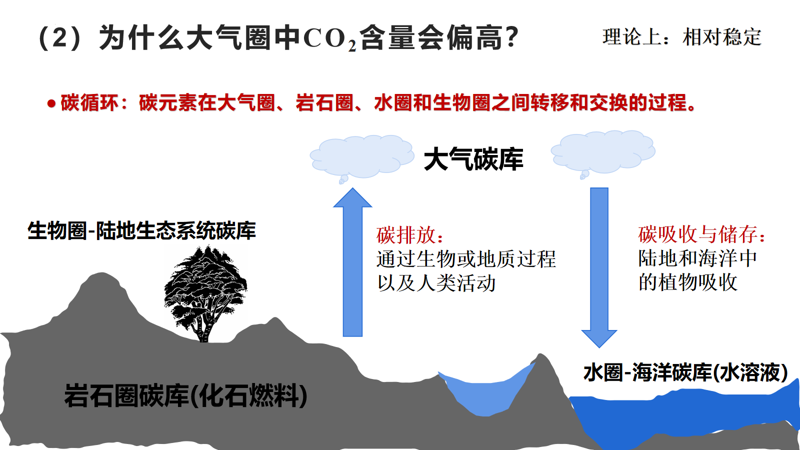 （2）为什么大气圈中CO₂含量会偏高？
理论上：相对稳定
●碳循环：碳元素在大气圈、岩石圈、水圈和生物圈之间转移和交换的过程。
大气碳库
生物圈-陆地生态系统碳库
碳排放：
通过生物或地质过程
以及人类活动
碳吸收与储存：
陆地和海洋中
的植物吸收
水圈-海洋碳库(水溶液)
岩石圈碳库(化石燃料)